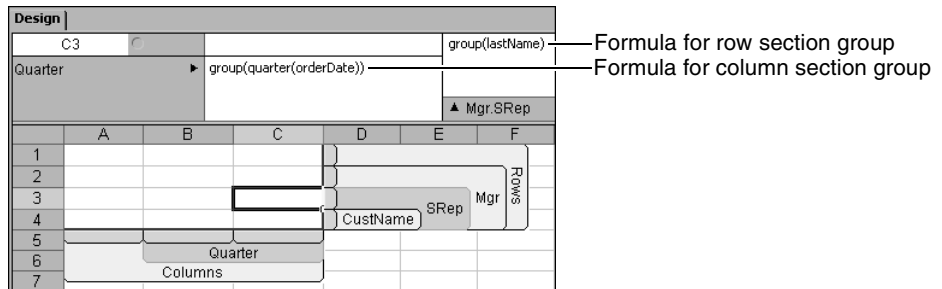 Design
C3 group(lastName) Formula for row section group
Quarter group(quarter(orderDate)) Formula for column section group
Mgr.SRep
A B C D E F
1
2
3
4
5
6
7
Rows
Mgr
SRep
CustName
Quarter
Columns